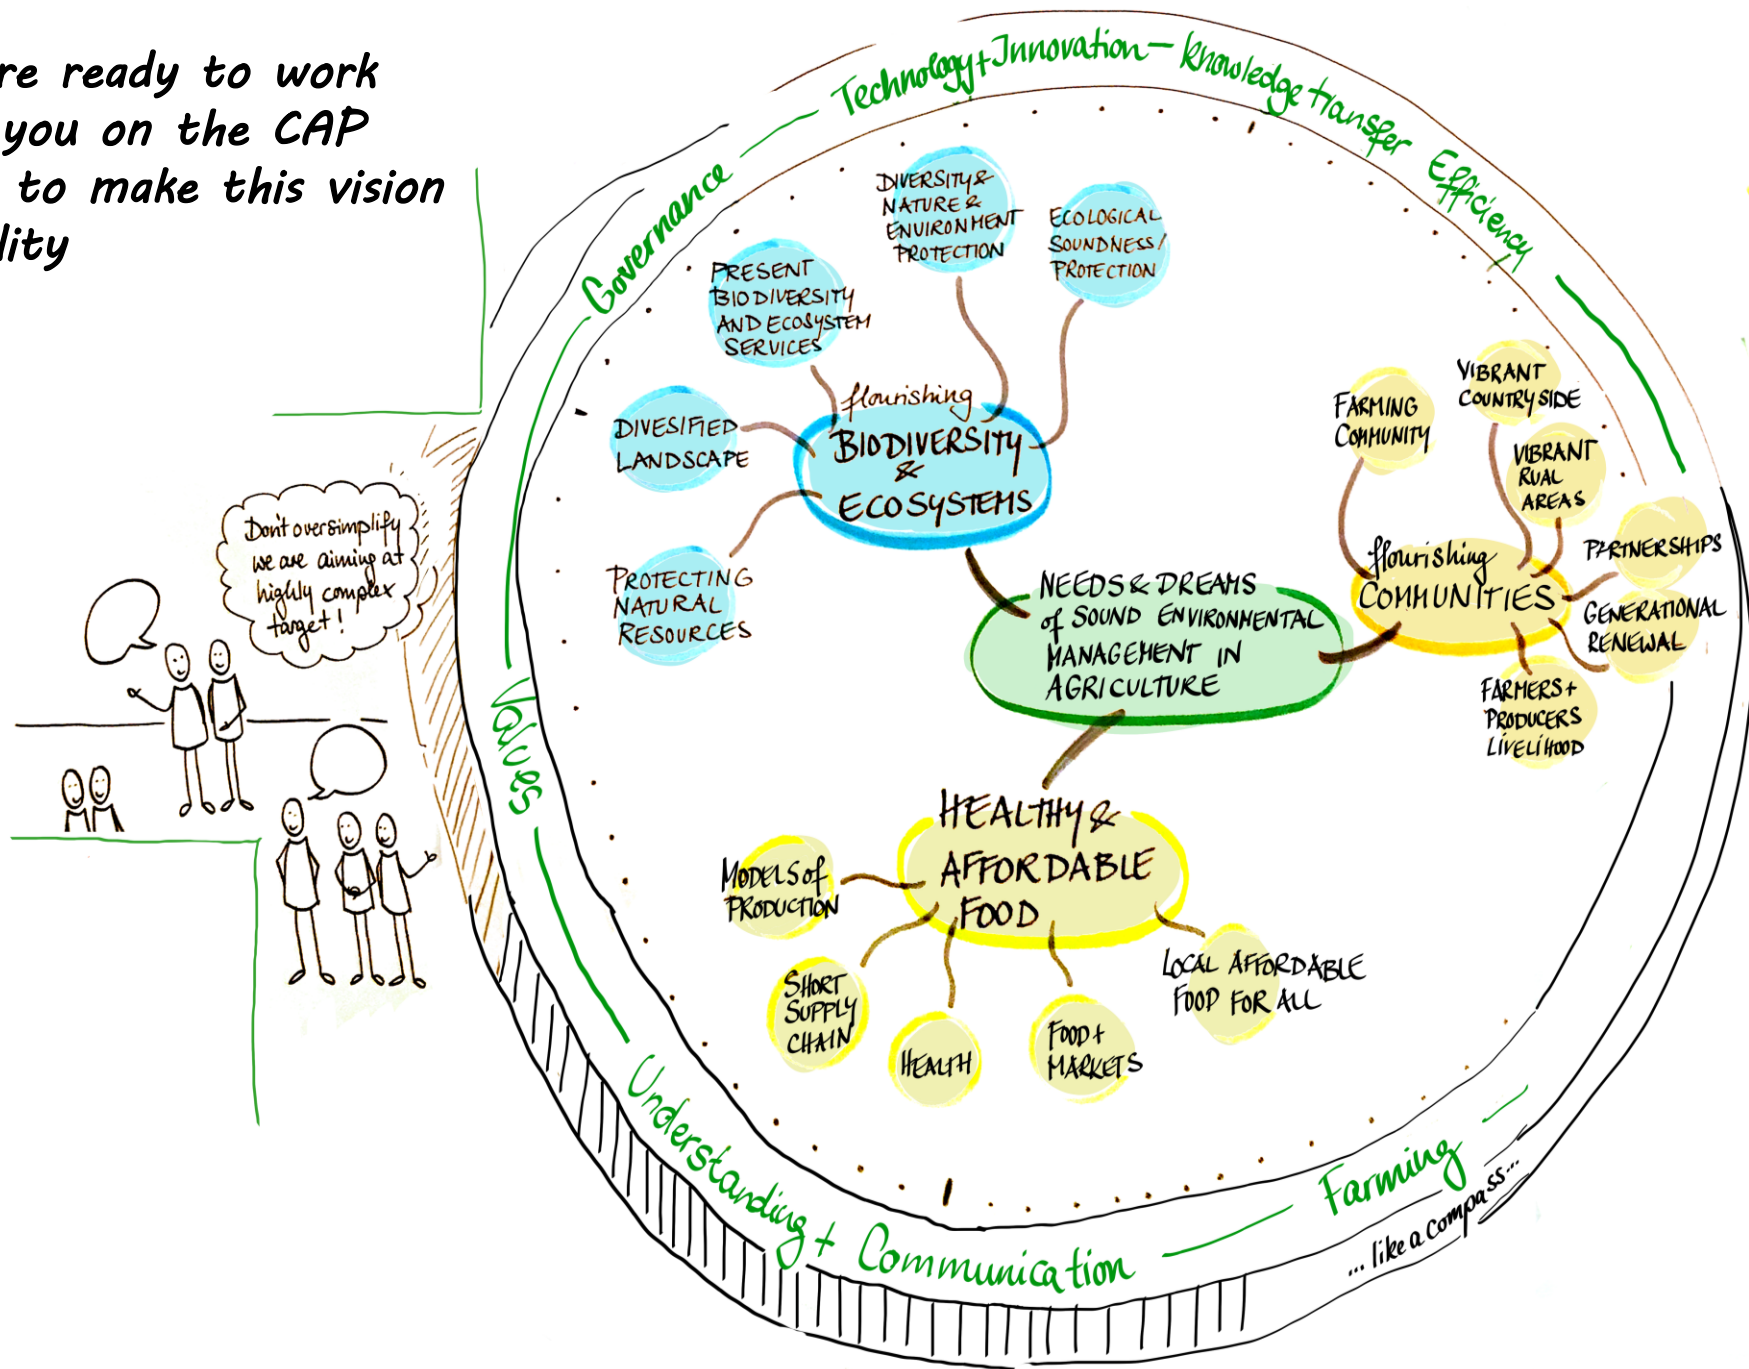 re ready to work
you on the CAP
to make this vision
lity
Technology+Innovation – knowledge transfer Efficiency
Governance
Values
Understanding + Communication
Farming
... like a compass...
DIVERSITY &
NATURE &
ENVIRONMENT
PROTECTION
ECOLOGICAL
SOUNDNESS/
PROTECTION
PRESENT
BIODIVERSITY
AND ECOSYSTEM
SERVICES
DIVESIFIED
LANDSCAPE
PROTECTING
NATURAL
RESOURCES
flourishing
BIODIVERSITY
&
ECOSYSTEMS
NEEDS & DREAMS
of SOUND ENVIRONMENTAL
MANAGEMENT IN
AGRICULTURE
FARMING
COMMUNITY
VIBRANT
COUNTRYSIDE
VIBRANT
RUAL
AREAS
PARTNERSHIPS
GENERATIONAL
RENEWAL
FARMERS+
PRODUCERS
LIVELIHOOD
flourishing
COMMUNITIES
HEALTHY &
AFFORDABLE
FOOD
MODELS of
PRODUCTION
SHORT
SUPPLY
CHAIN
HEALTH
FOOD+
MARKETS
LOCAL AFFORDABLE
FOOD FOR ALL
Don't oversimplify
we are aiming at
highly complex
target!